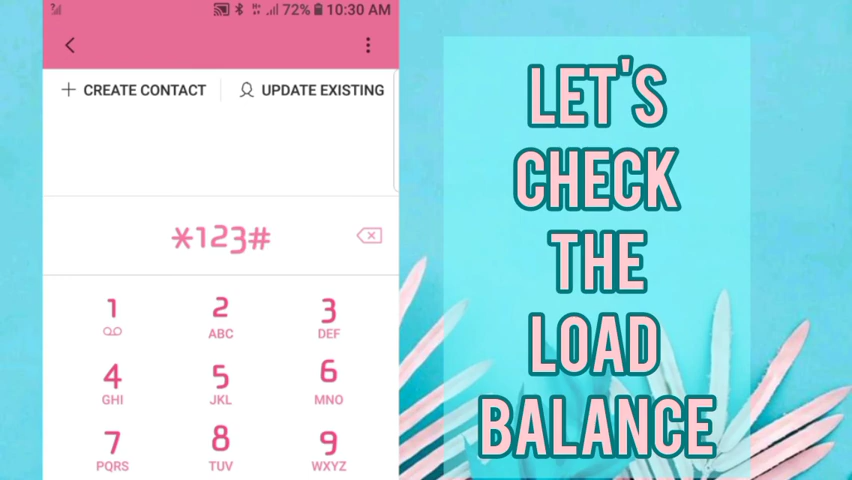 72% 10:30 AM
CREATE CONTACT UPDATE EXISTING
*123#
1 2 3
ABC DEF
4 5 6
GHI JKL MNO
7 8 9
PQRS TUV WXYZ
LET'S
CHECK
THE
LOAD
BALANCE